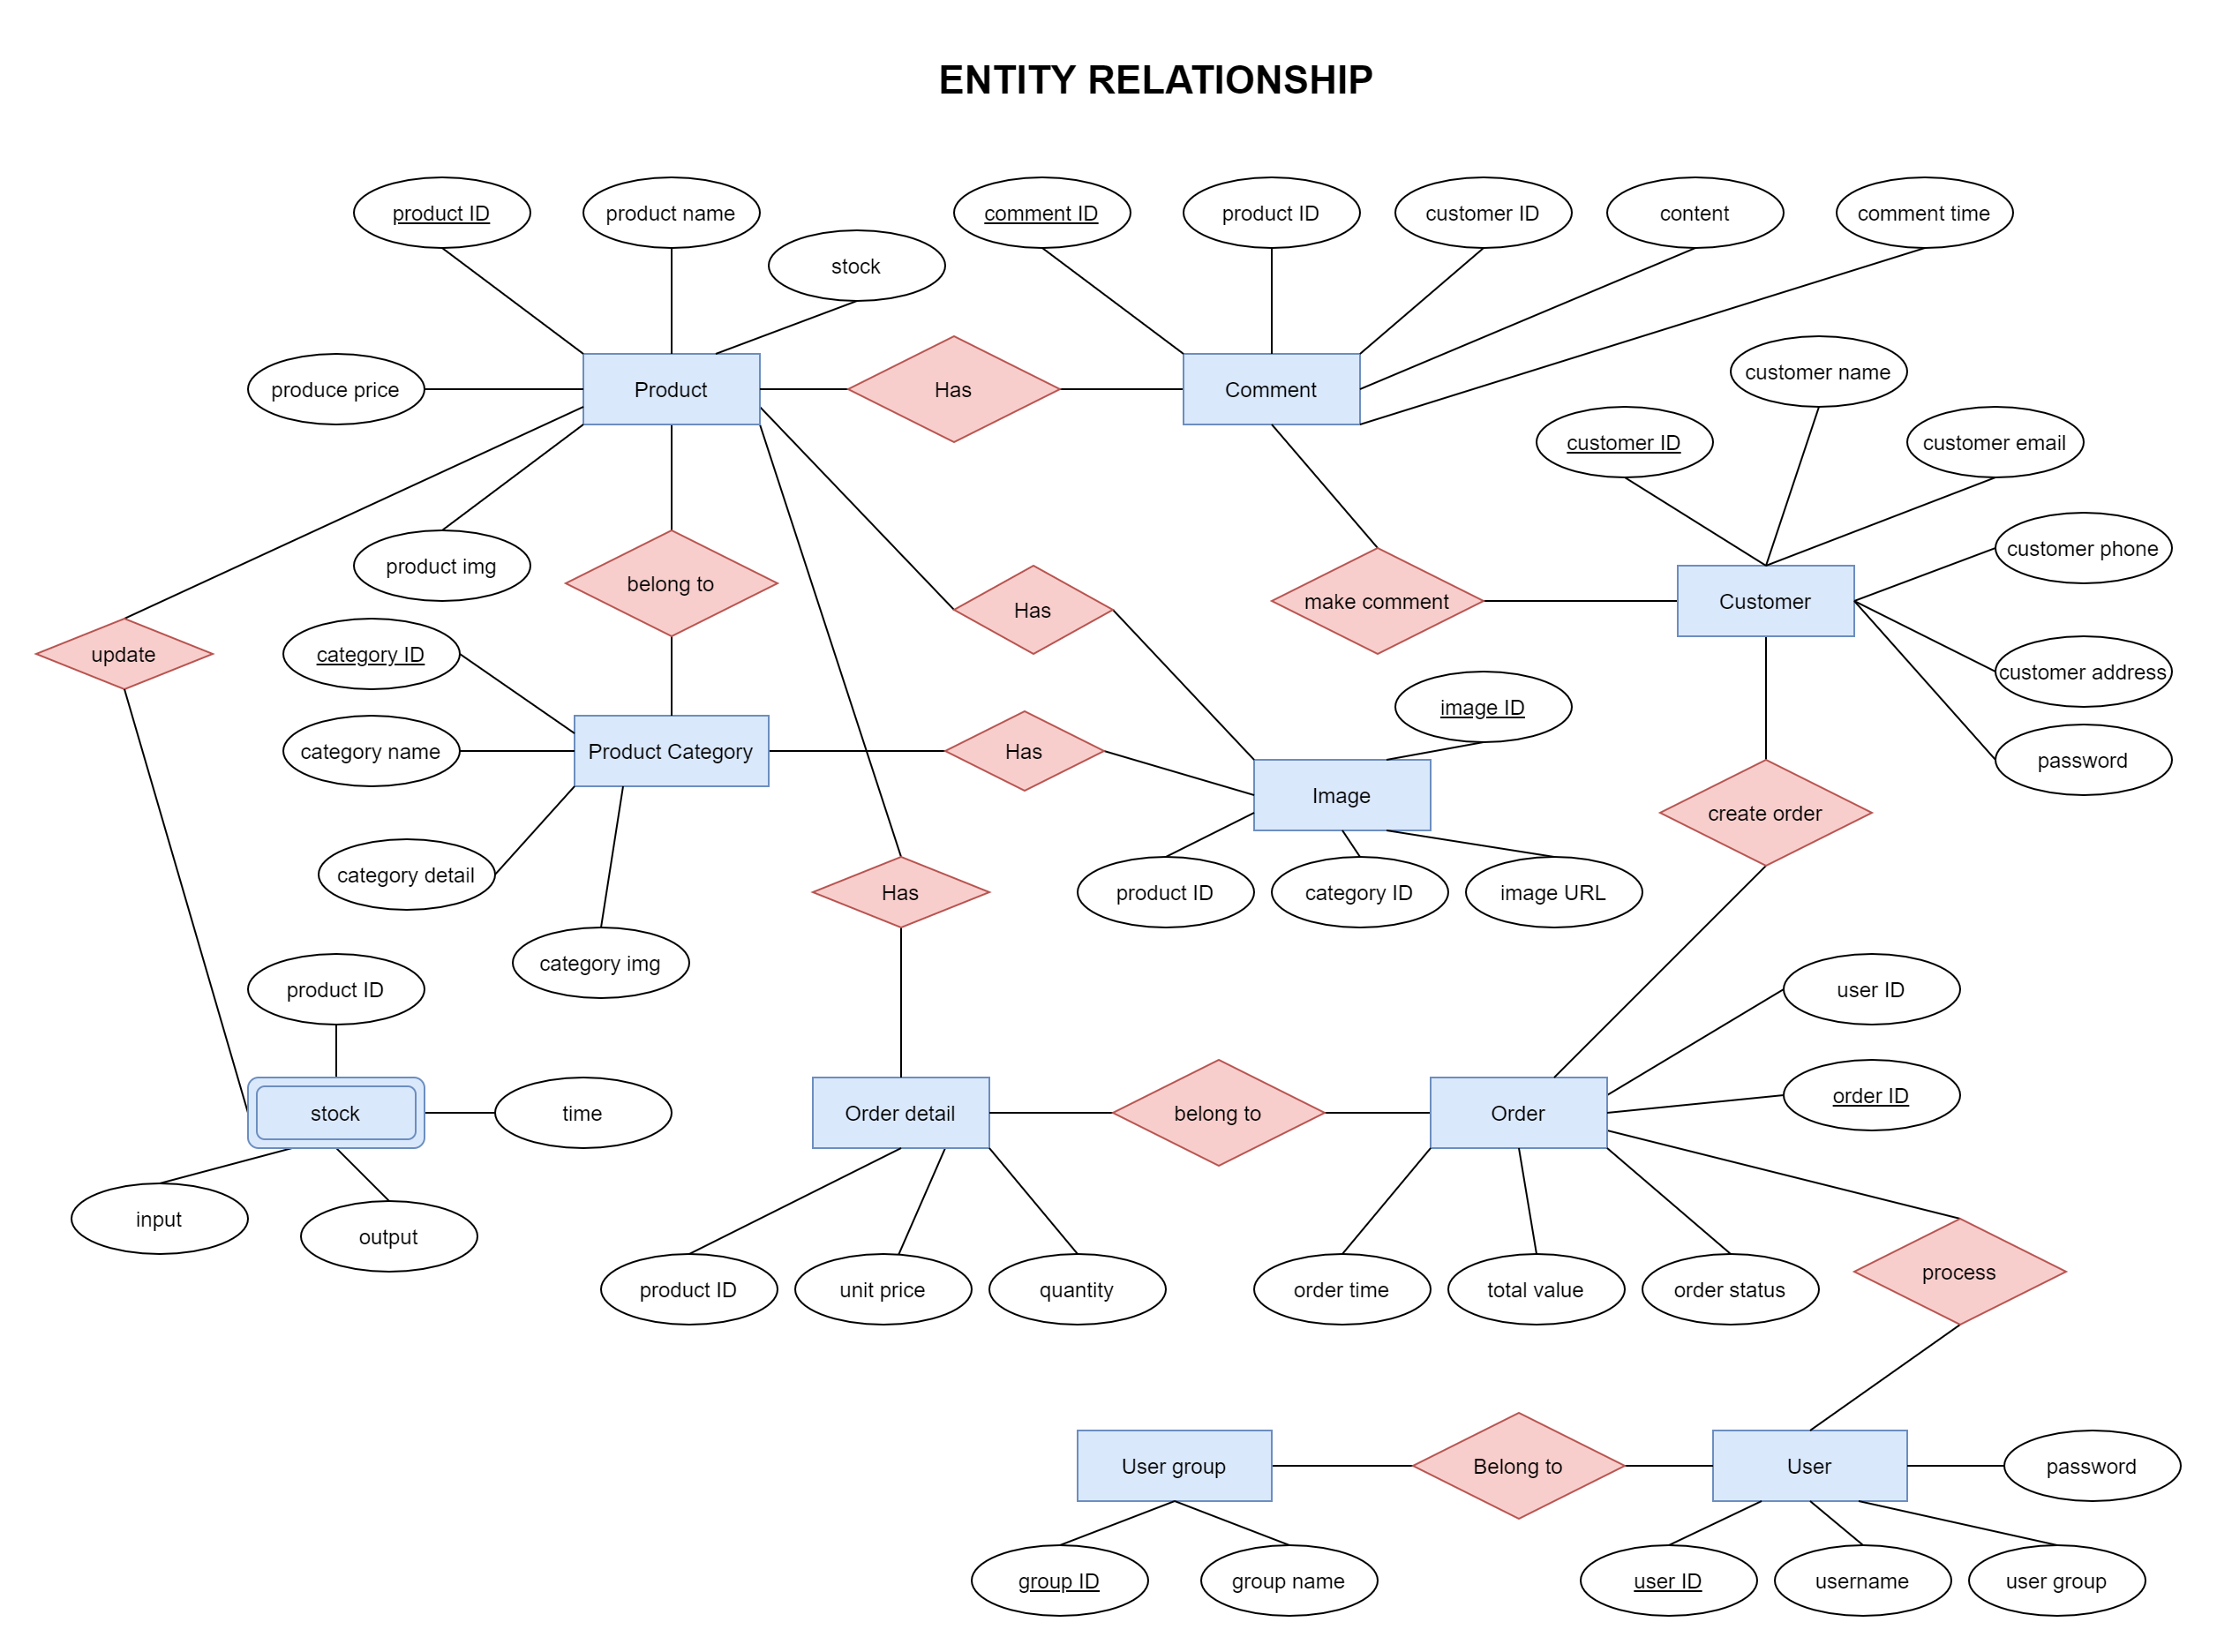 ENTITY RELATIONSHIP
product ID
product name
comment ID
product ID
customer ID
content
comment time
stock
customer name
produce price
Product
Has
Comment
customer ID
customer email
customer phone
product img
belong to
Has
make comment
Customer
update
category ID
customer address
image ID
category name
Product Category
Has
password
Image
create order
category detail
Has
product ID
category ID
image URL
category img
product ID
user ID
order ID
stock
time
Order detail
belong to
Order
input
output
process
product ID
unit price
quantity
order time
total value
order status
User group
Belong to
User
password
group ID
group name
user ID
username
user group